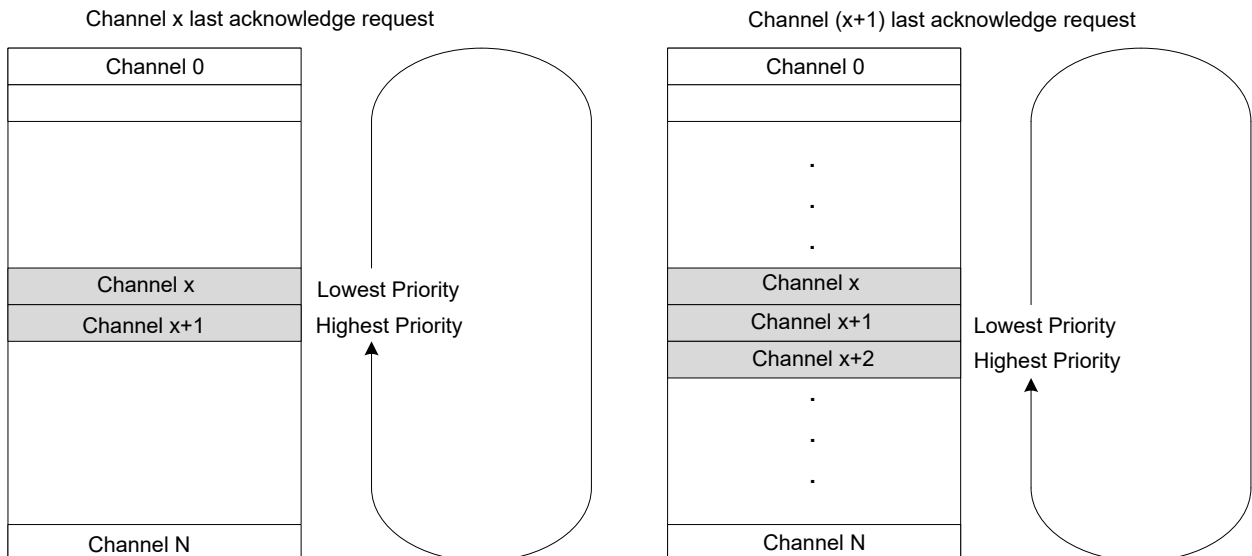 Channel x last acknowledge request
Channel 0
Channel x
Lowest Priority
Channel x+1
Highest Priority
Channel N
Channel (x+1) last acknowledge request
Channel 0
.
.
.
Channel x
Channel x+1
Lowest Priority
Channel x+2
Highest Priority
.
.
.
Channel N